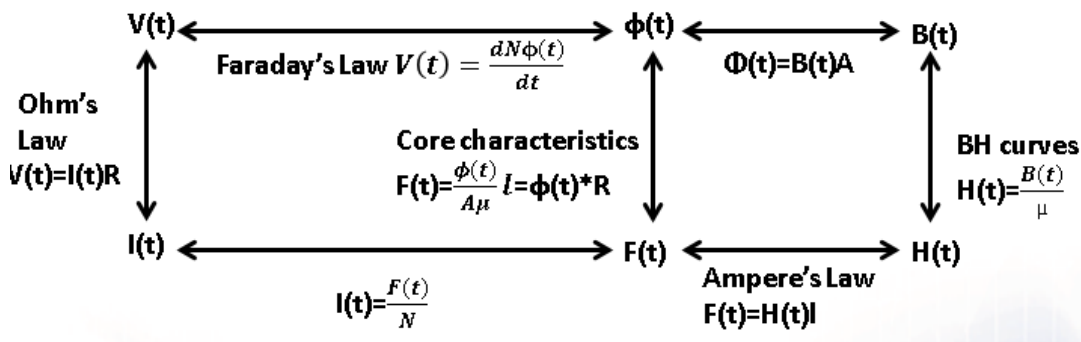 V(t) ϕ(t) B(t)
Faraday's Law V(t) = dNϕ(t)/dt
Φ(t)=B(t)A
Ohm's
Law
V(t)=I(t)R
Core characteristics
F(t)=ϕ(t)/Aμ l=ϕ(t)*R
BH curves
H(t)=B(t)/μ
I(t) F(t) H(t)
I(t)=F(t)/N
Ampere's Law
F(t)=H(t)l